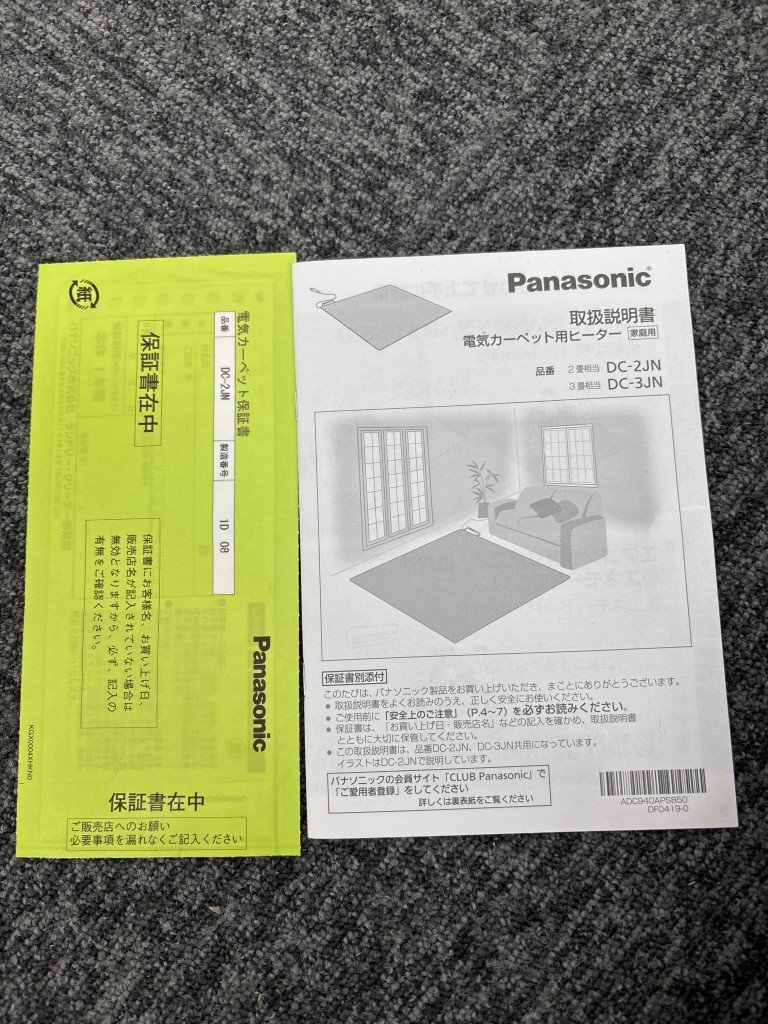 紙
電気カーペット保証書
品番 DC-2JN 製造番号 1D 08
保証書在中
保証書にお客様名、お買い上げ日、
販売店名が記入されていない場合は
無効となりますから、必ず、記入の
有無をご確認ください。
Panasonic
KGX0004XHKN0
保証書在中
ご販売店へのお願い
必要事項を漏れなくご記入ください
Panasonic
取扱説明書
電気カーペット用ヒーター 家庭用
品番 2畳相当 DC-2JN
3畳相当 DC-3JN
保証書別添付
このたびは、パナソニック製品をお買い上げいただき、まことにありがとうございます。
● 取扱説明書をよくお読みのうえ、正しく安全にお使いください。
● ご使用前に「安全上のご注意」(P.4~7)を必ずお読みください。
● 保証書は、「お買い上げ日・販売店名」などの記入を確かめ、取扱説明書
とともに大切に保管してください。
● この取扱説明書は、品番DC-2JN、DC-3JN共用になっています。
イラストはDC-2JNで説明しています。
パナソニックの会員サイト「CLUB Panasonic」で
「ご愛用者登録」をしてください
詳しくは裏表紙をご覧ください
ADC940APS850
DF0419-0